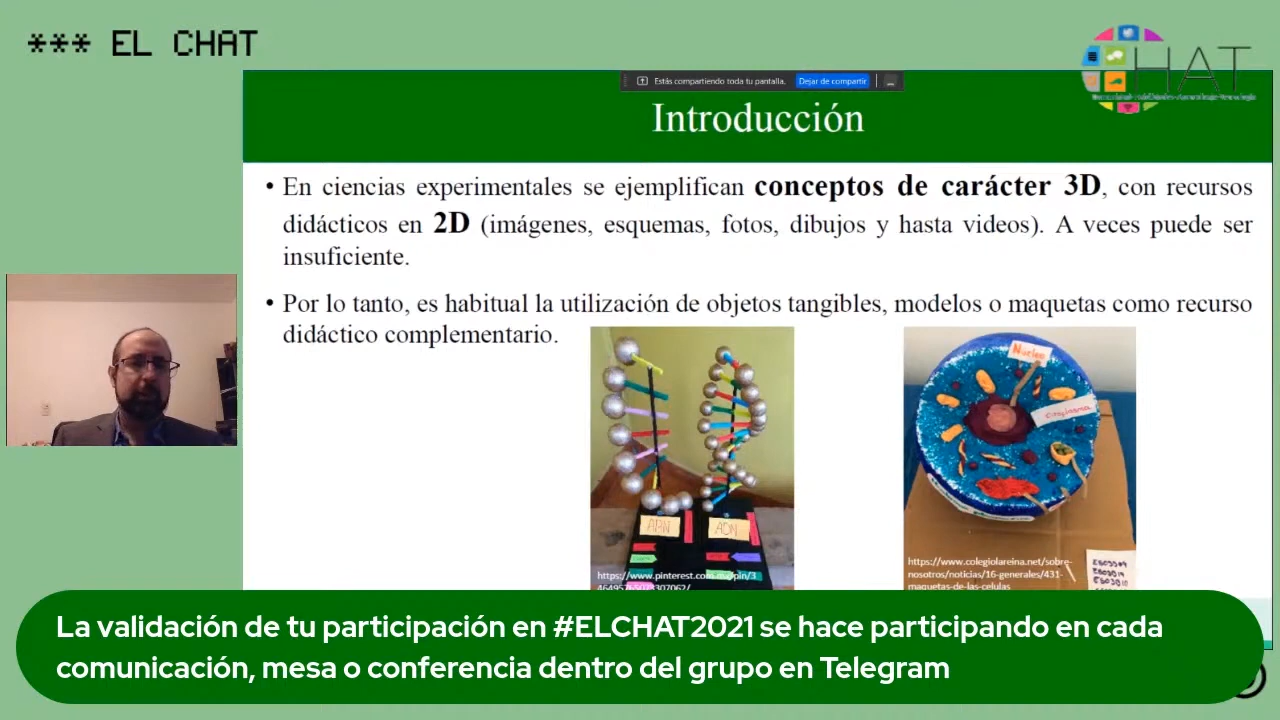 *** EL CHAT
HAT
Estás compartiendo toda tu pantalla. Dejar de compartir
Introducción
• En ciencias experimentales se ejemplifican conceptos de carácter 3D, con recursos
didácticos en 2D (imágenes, esquemas, fotos, dibujos y hasta videos). A veces puede ser
insuficiente.
• Por lo tanto, es habitual la utilización de objetos tangibles, modelos o maquetas como recurso
didáctico complementario.
Nucleo
Citoplasma
ARN
ADN
https://www.colegiolareina.net/sobre-
nosotros/noticias/16-generales/431-
maquetas-de-las-celulas
La validación de tu participación en #ELCHAT2021 se hace participando en cada
comunicación, mesa o conferencia dentro del grupo en Telegram